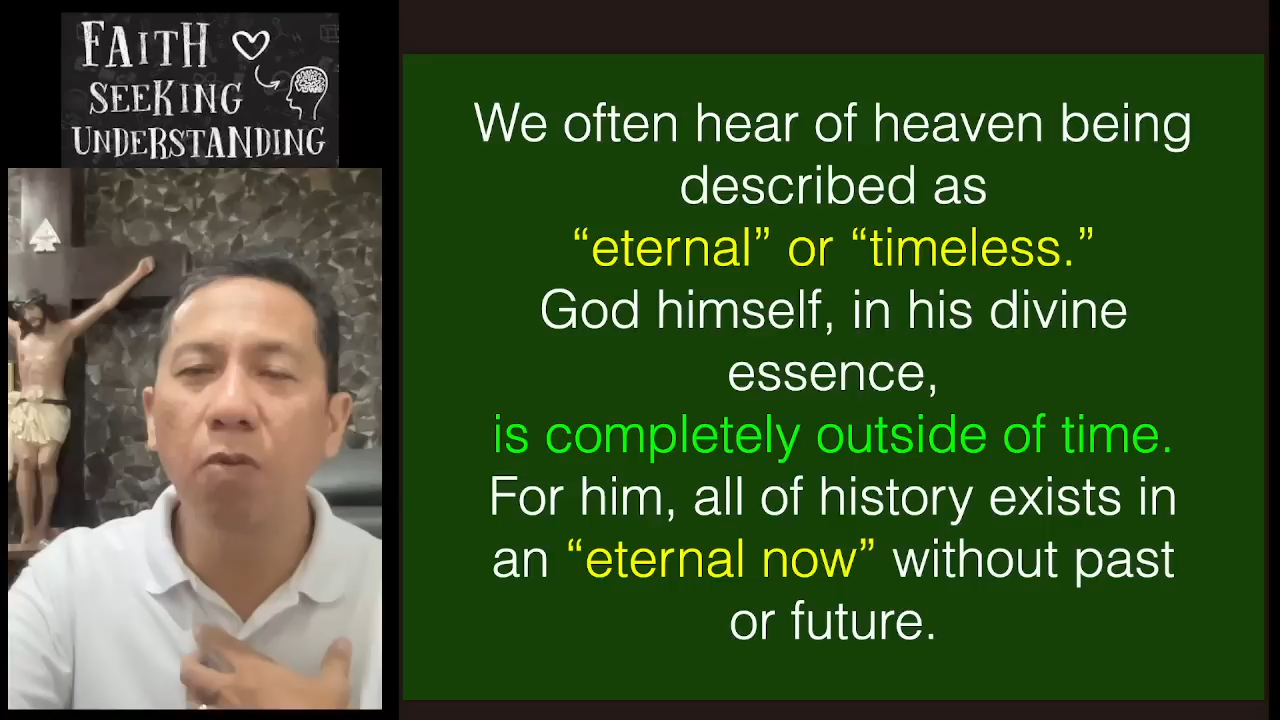 FAITH
SEEKING
UNDERSTANDING
We often hear of heaven being
described as
“eternal” or “timeless.”
God himself, in his divine
essence,
is completely outside of time.
For him, all of history exists in
an “eternal now” without past
or future.